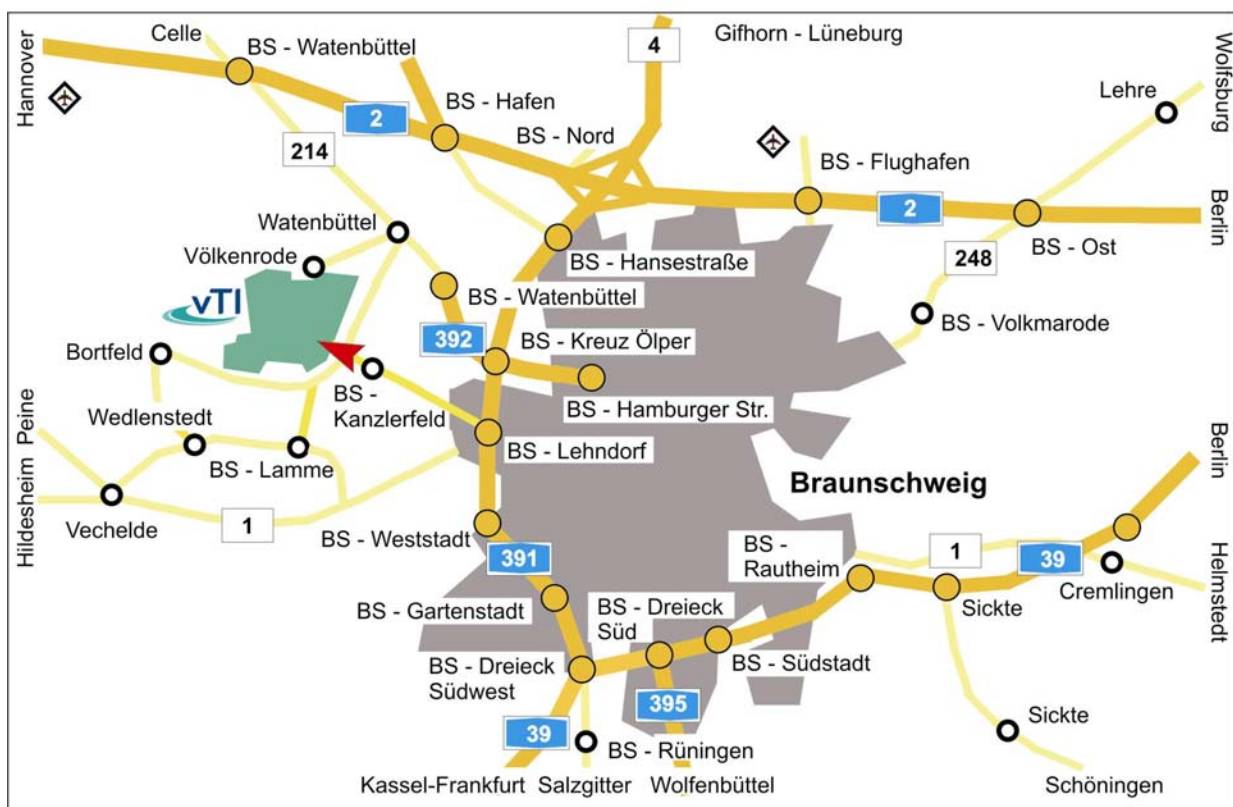 Celle
BS - Watenbüttel
4
Gifhorn - Lüneburg
Hannover
Wolfsburg
Lehre
BS - Hafen
2
BS - Nord
214
BS - Flughafen
2
Berlin
Watenbüttel
BS - Ost
Völkenrode
BS - Hansestraße
248
vTI
BS - Watenbüttel
BS - Volkmarode
392
BS - Kreuz Ölper
Bortfeld
BS -
Kanzlerfeld
BS - Hamburger Str.
Wedlenstedt
Peine
BS - Lehndorf
Berlin
BS - Lamme
Braunschweig
Hildesheim
Vechelde
1
BS - Weststadt
BS -
Rautheim
1
391
39
Helmstedt
Cremlingen
BS - Gartenstadt
BS - Dreieck
Süd
Sickte
BS - Dreieck
Südwest
BS - Südstadt
395
Sickte
39
BS - Rüningen
Kassel-Frankfurt
Salzgitter
Wolfenbüttel
Schöningen